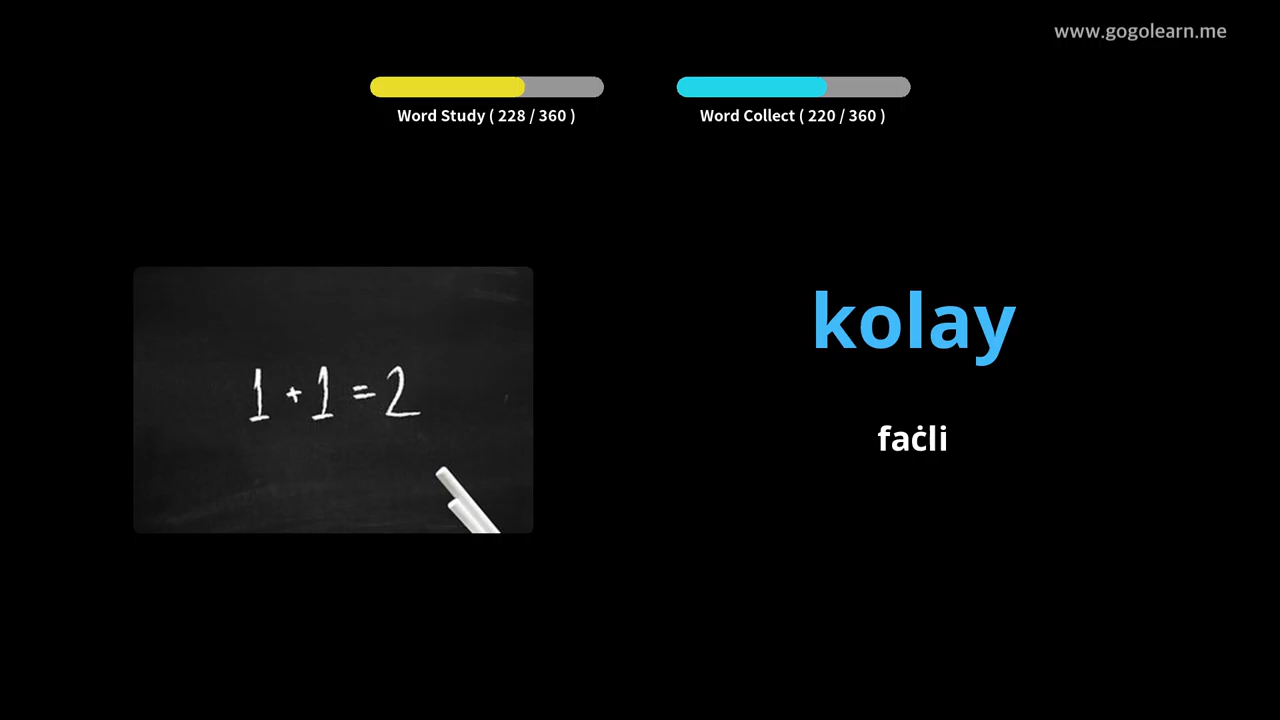 www.gogolearn.me
Word Study ( 228 / 360 )
Word Collect ( 220 / 360 )
1 + 1 = 2
kolay
faċli